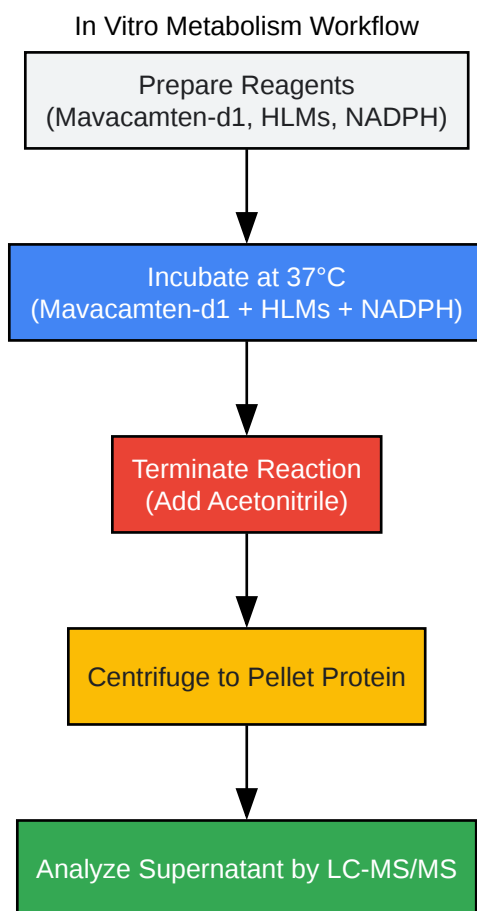 In Vitro Metabolism Workflow
Prepare Reagents
(Mavacamten-d1, HLMs, NADPH)
Incubate at 37°C
(Mavacamten-d1 + HLMs + NADPH)
Terminate Reaction
(Add Acetonitrile)
Centrifuge to Pellet Protein
Analyze Supernatant by LC-MS/MS